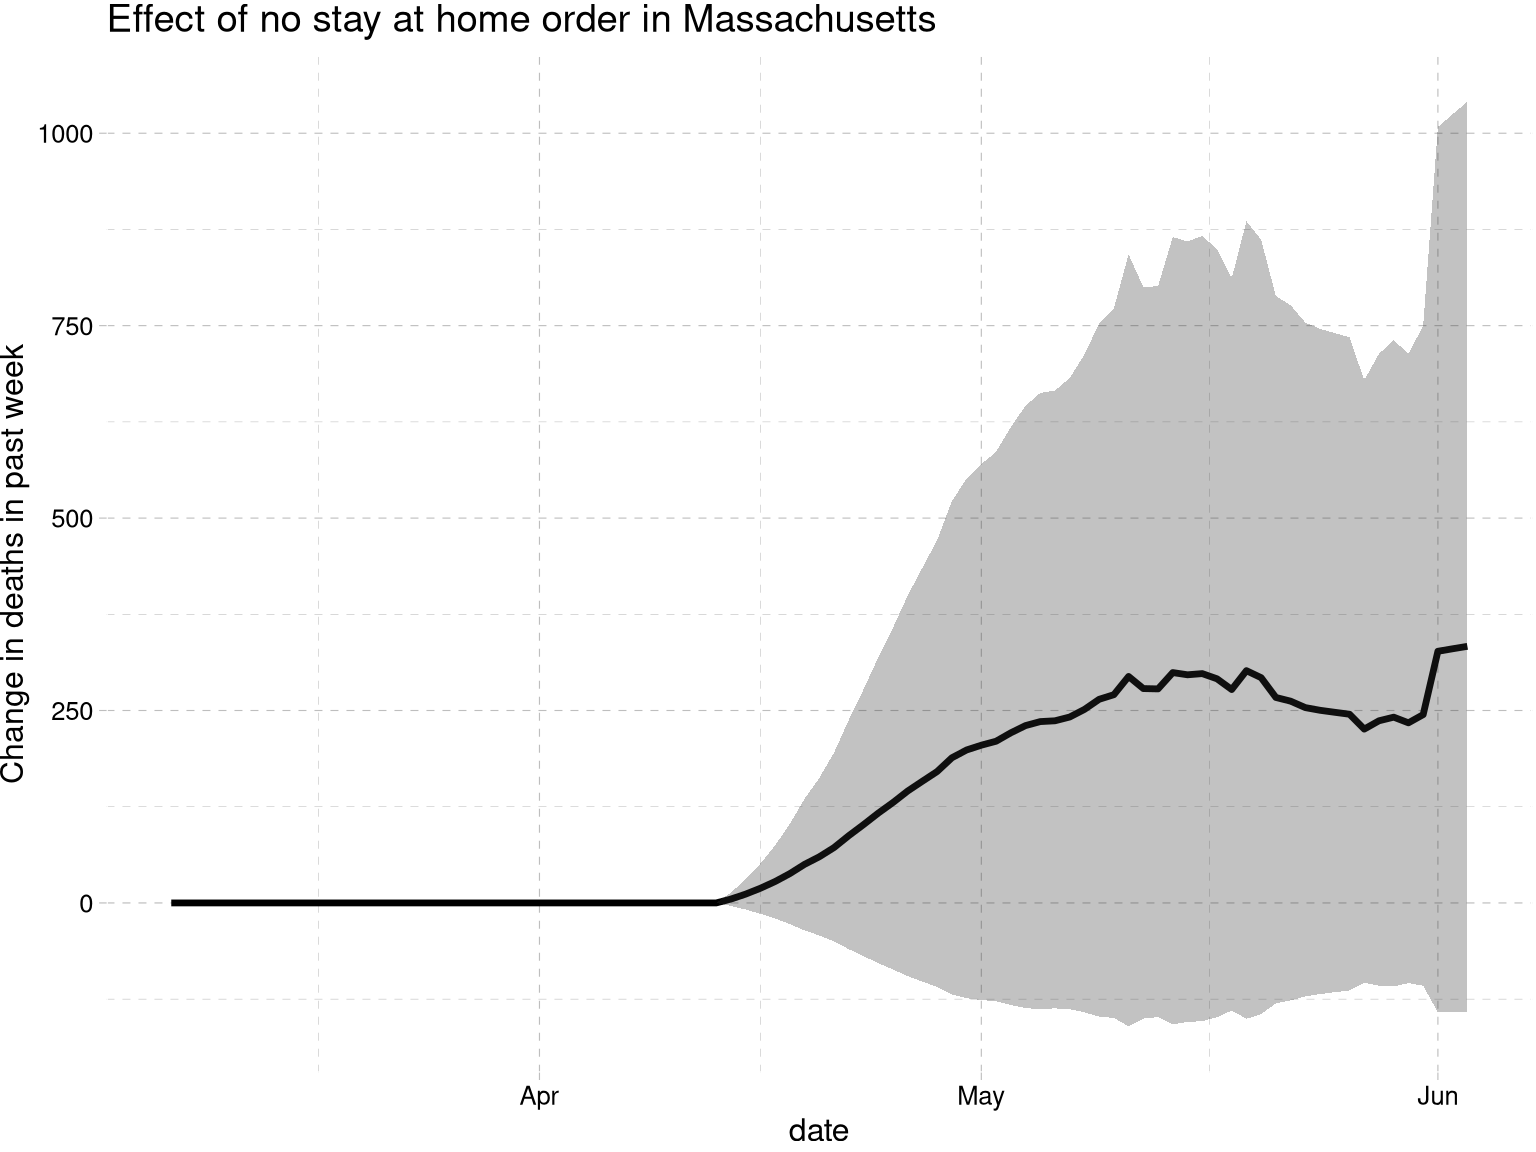 Effect of no stay at home order in Massachusetts
Change in deaths in past week
1000
750
500
250
0
Apr
May
Jun
date